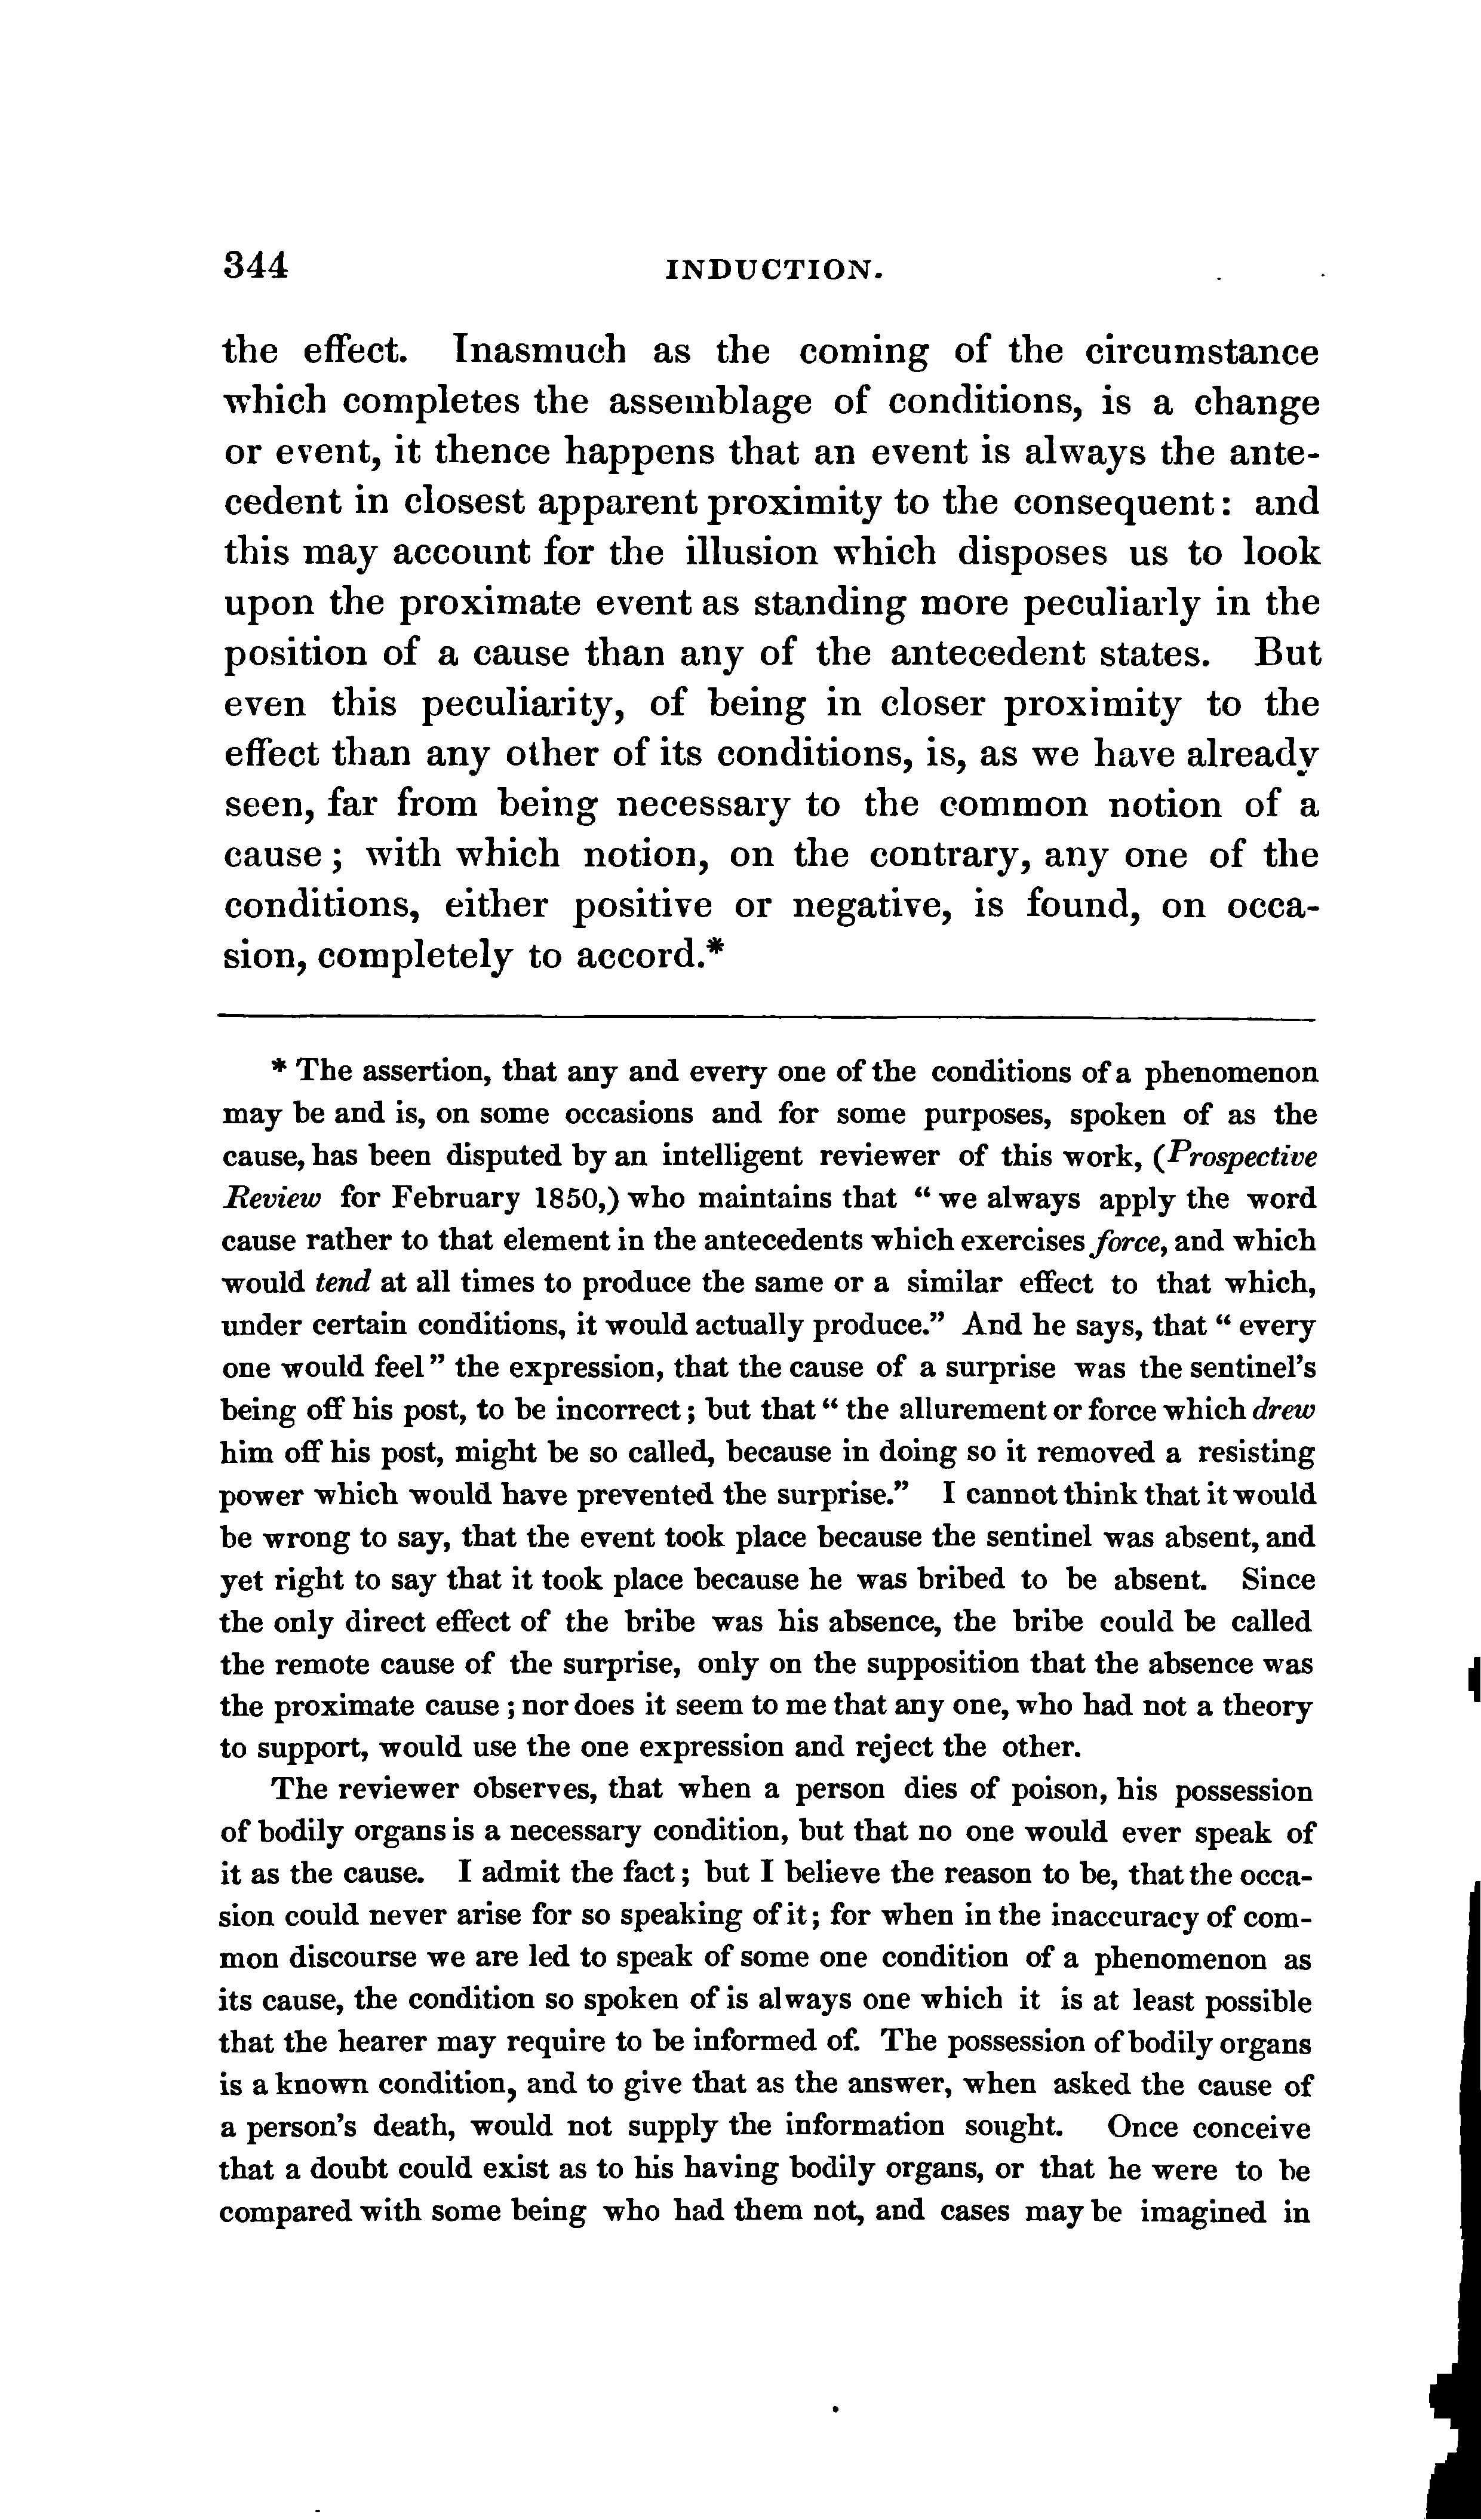 344 INDUCTION.
the effect. Inasmuch as the coming of the circumstance
which completes the assemblage of conditions, is a change
or event, it thence happens that an event is always the ante-
cedent in closest apparent proximity to the consequent: and
this may account for the illusion which disposes us to look
upon the proximate event as standing more peculiarly in the
position of a cause than any of the antecedent states. But
even this peculiarity, of being in closer proximity to the
effect than any other of its conditions, is, as we have already
seen, far from being necessary to the common notion of a
cause; with which notion, on the contrary, any one of the
conditions, either positive or negative, is found, on occa-
sion, completely to accord.*
* The assertion, that any and every one of the conditions of a phenomenon
may be and is, on some occasions and for some purposes, spoken of as the
cause, has been disputed by an intelligent reviewer of this work, (Prospective
Review for February 1850,) who maintains that “we always apply the word
cause rather to that element in the antecedents which exercises force, and which
would tend at all times to produce the same or a similar effect to that which,
under certain conditions, it would actually produce.” And he says, that “every
one would feel” the expression, that the cause of a surprise was the sentinel's
being off his post, to be incorrect; but that “the allurement or force which drew
him off his post, might be so called, because in doing so it removed a resisting
power which would have prevented the surprise.” I cannot think that it would
be wrong to say, that the event took place because the sentinel was absent, and
yet right to say that it took place because he was bribed to be absent. Since
the only direct effect of the bribe was his absence, the bribe could be called
the remote cause of the surprise, only on the supposition that the absence was
the proximate cause; nor does it seem to me that any one, who had not a theory
to support, would use the one expression and reject the other.
The reviewer observes, that when a person dies of poison, his possession
of bodily organs is a necessary condition, but that no one would ever speak of
it as the cause. I admit the fact; but I believe the reason to be, that the occa-
sion could never arise for so speaking of it; for when in the inaccuracy of com-
mon discourse we are led to speak of some one condition of a phenomenon as
its cause, the condition so spoken of is always one which it is at least possible
that the hearer may require to be informed of. The possession of bodily organs
is a known condition, and to give that as the answer, when asked the cause of
a person's death, would not supply the information sought. Once conceive
that a doubt could exist as to his having bodily organs, or that he were to be
compared with some being who had them not, and cases may be imagined in